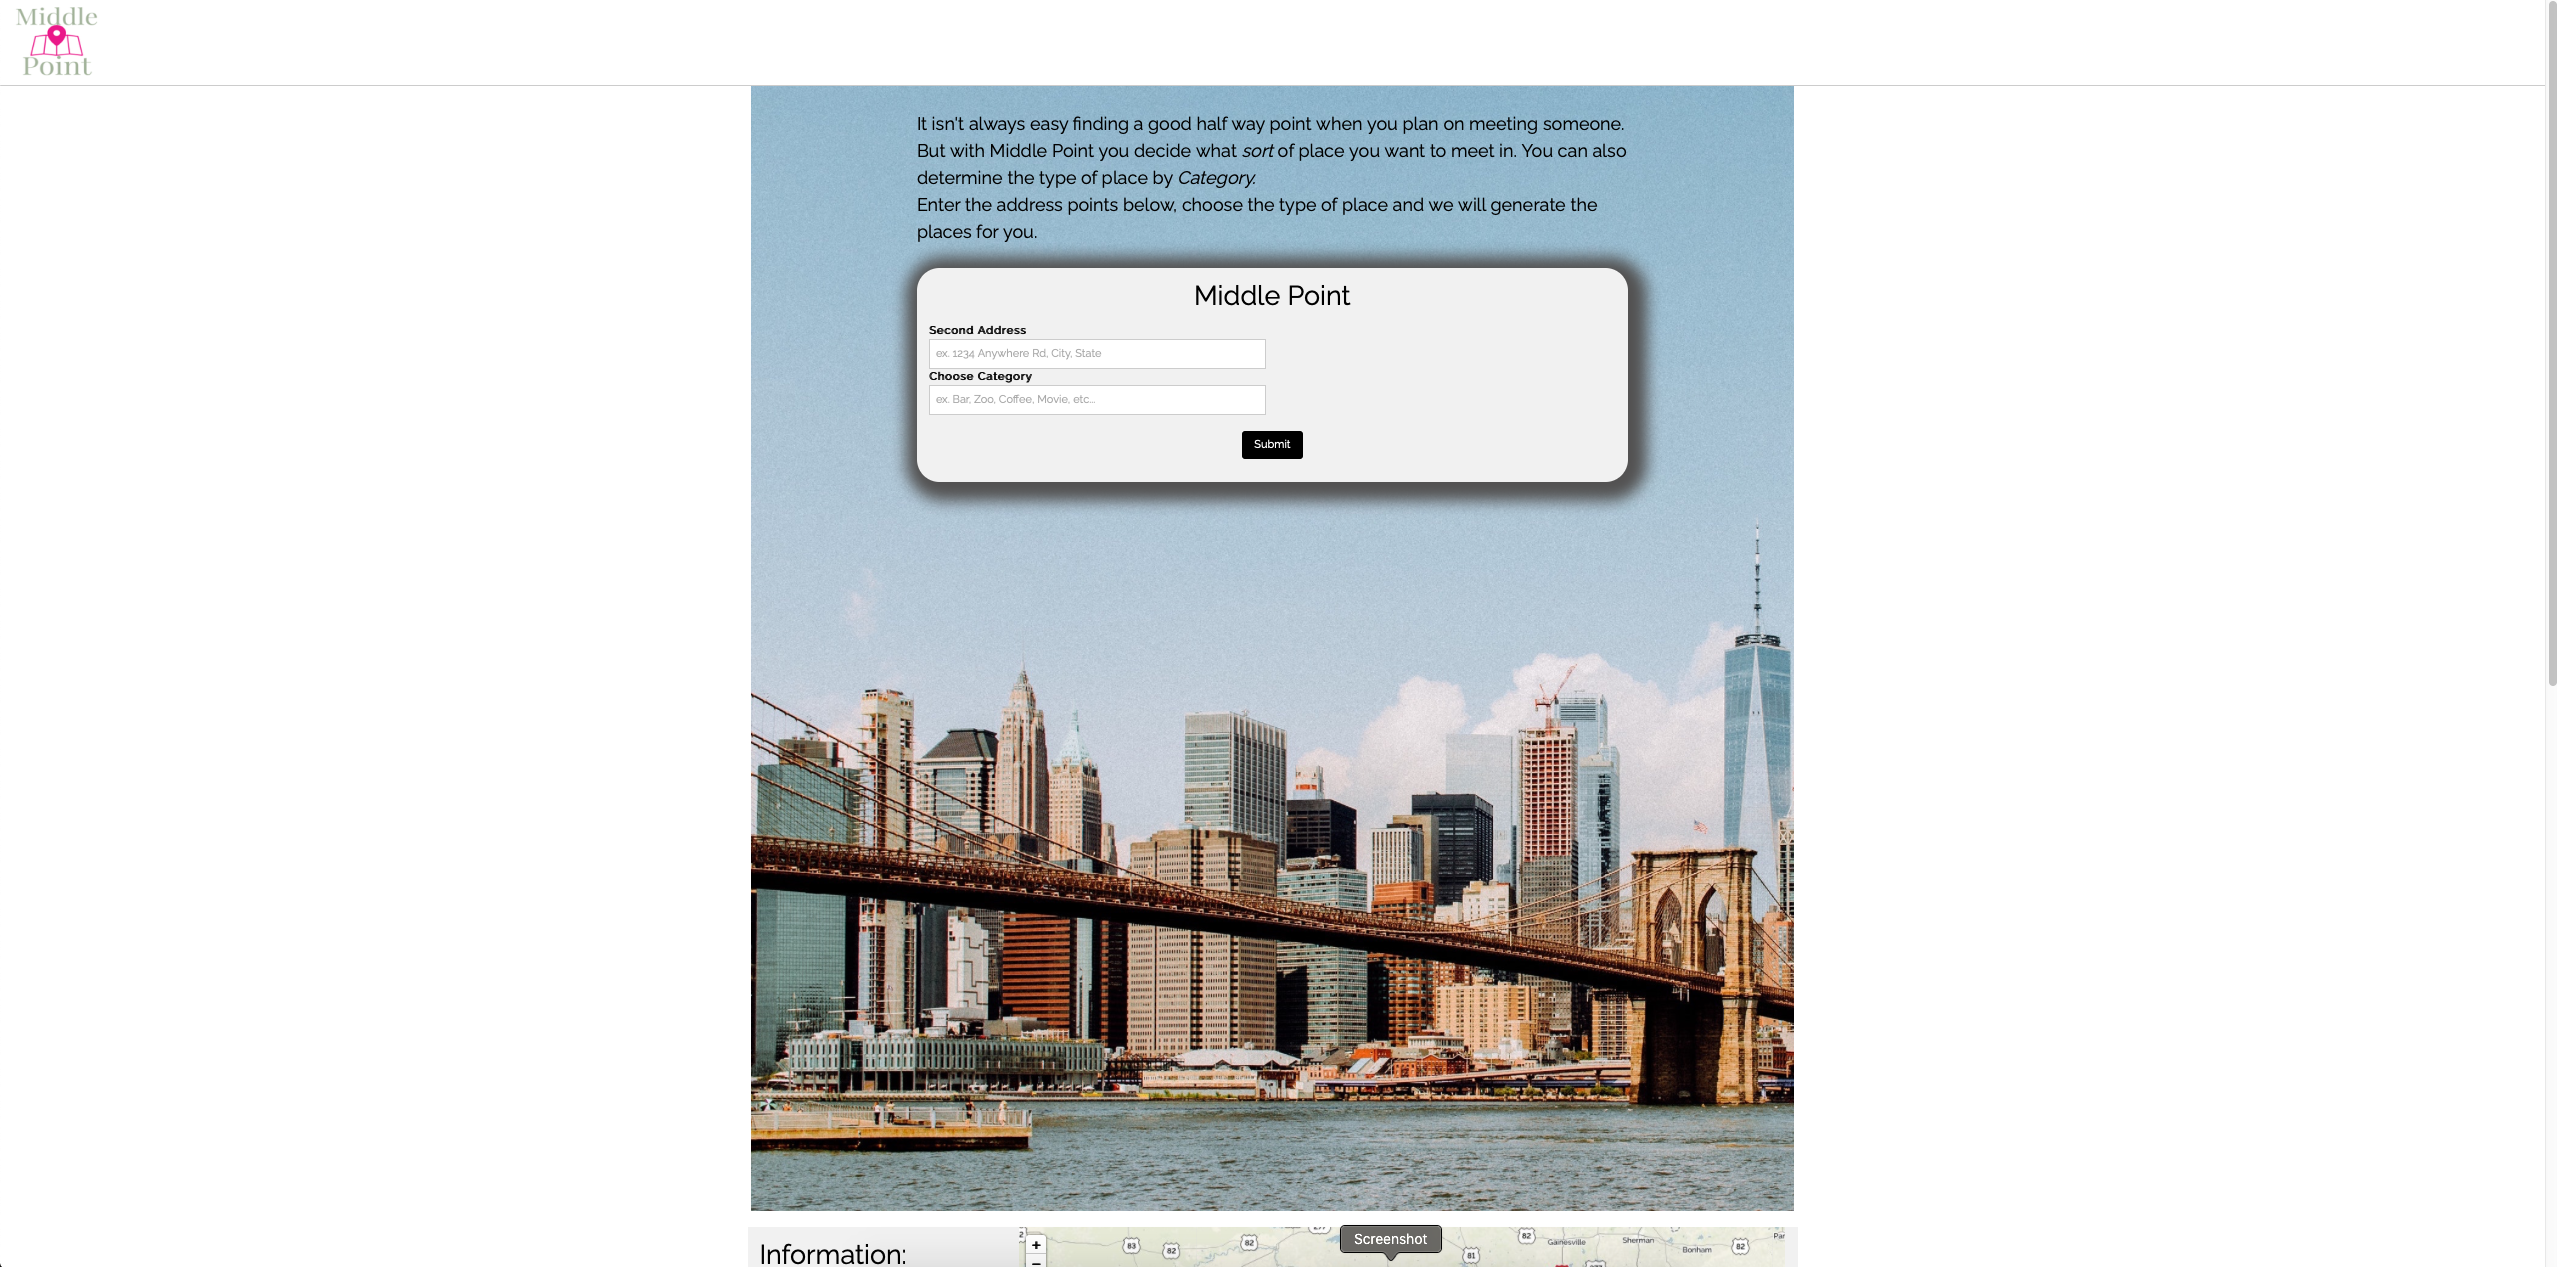 Middle
Point
It isn't always easy finding a good half way point when you plan on meeting someone.
But with Middle Point you decide what sort of place you want to meet in. You can also
determine the type of place by Category.
Enter the address points below, choose the type of place and we will generate the
places for you.
Middle Point
Second Address
ex. 1234 Anywhere Rd, City, State
Choose Category
ex. Bar, Zoo, Coffee, Movie, etc...
Submit
Information:
+
−
2
83
82
82
Screenshot
81
82
Gainesville
Sherman
Bonham
82
Par